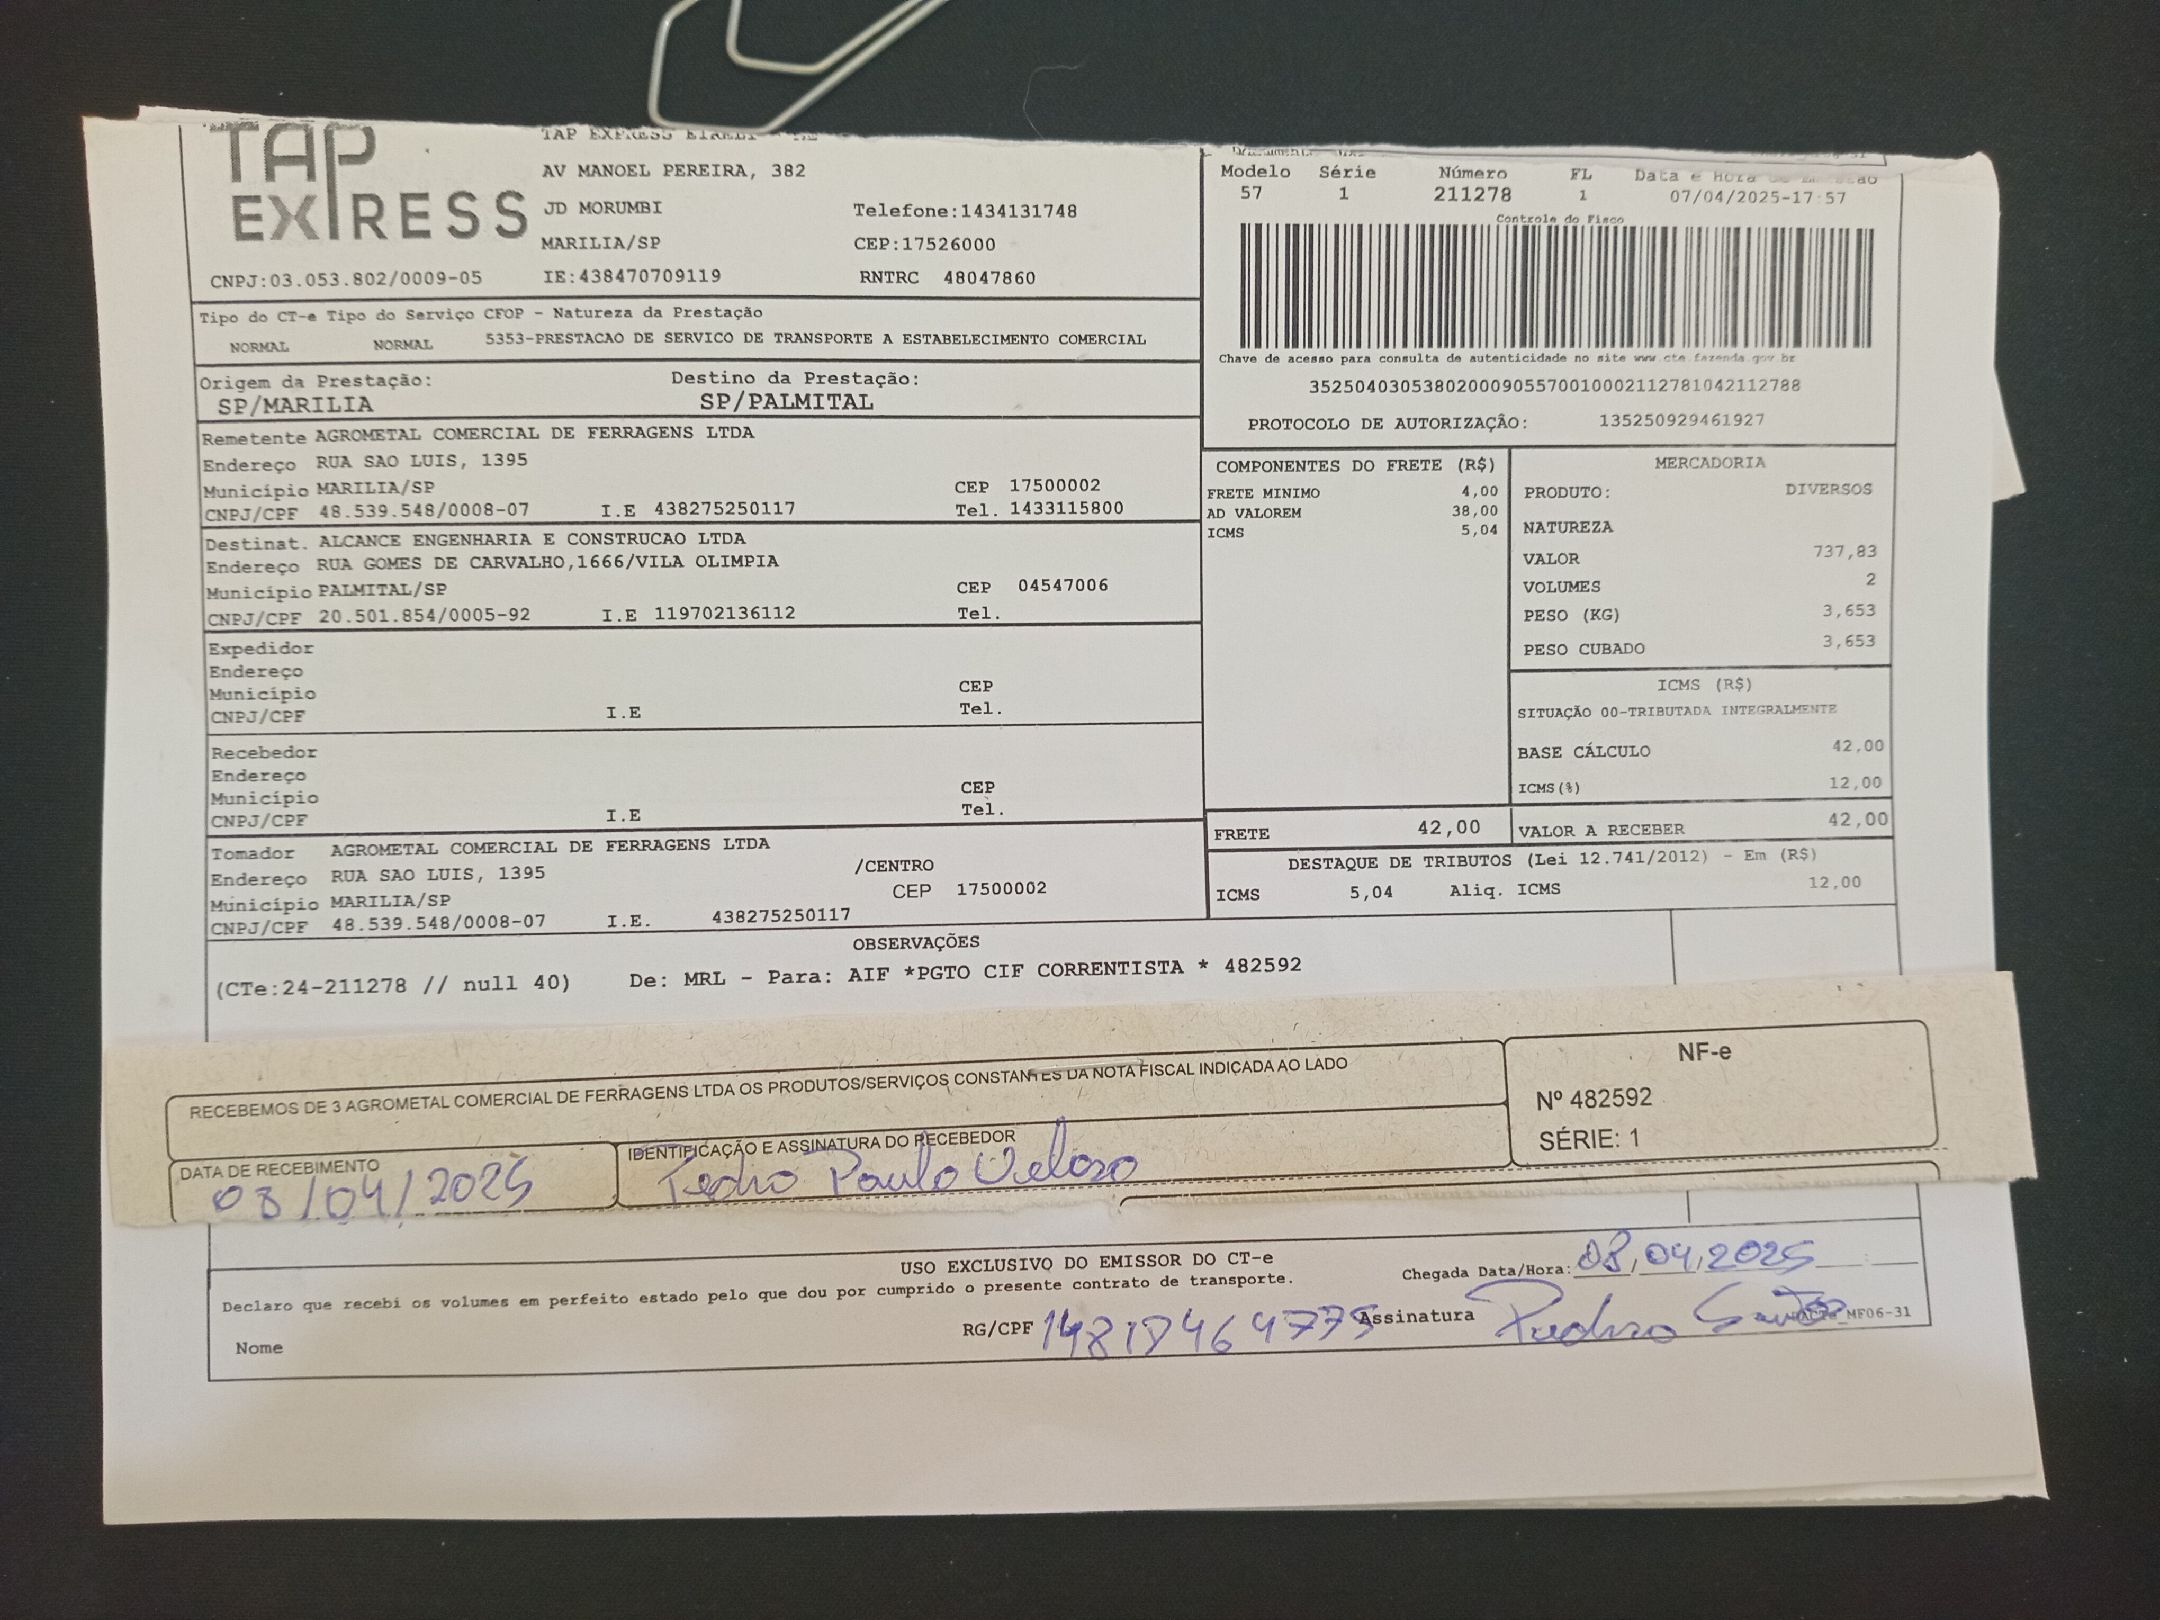 TAP
EXPRESS
TAP EXPRESS EIRELI - ME
AV MANOEL PEREIRA, 382
JD MORUMBI
Telefone:1434131748
MARILIA/SP
CEP:17526000
CNPJ:03.053.802/0009-05
IE:438470709119
RNTRC 48047860
Modelo Série Número FL Data e Hora de Emissão
57 1 211278 1 07/04/2025-17:57
Controle do Fisco
Chave de acesso para consulta de autenticidade no site www.cte.fazenda.gov.br
35250403053802000905570010002112781042112788
PROTOCOLO DE AUTORIZAÇÃO: 135250929461927
Tipo do CT-e Tipo do Serviço CFOP - Natureza da Prestação
NORMAL NORMAL 5353-PRESTACAO DE SERVICO DE TRANSPORTE A ESTABELECIMENTO COMERCIAL
Origem da Prestação: Destino da Prestação:
SP/MARILIA SP/PALMITAL
Remetente AGROMETAL COMERCIAL DE FERRAGENS LTDA
Endereço RUA SAO LUIS, 1395
Município MARILIA/SP CEP 17500002
CNPJ/CPF 48.539.548/0008-07 I.E 438275250117 Tel. 1433115800
Destinat. ALCANCE ENGENHARIA E CONSTRUCAO LTDA
Endereço RUA GOMES DE CARVALHO,1666/VILA OLIMPIA
Município PALMITAL/SP CEP 04547006
CNPJ/CPF 20.501.854/0005-92 I.E 119702136112 Tel.
Expedidor
Endereço
Município CEP
CNPJ/CPF I.E Tel.
Recebedor
Endereço
Município CEP
CNPJ/CPF I.E Tel.
Tomador AGROMETAL COMERCIAL DE FERRAGENS LTDA
Endereço RUA SAO LUIS, 1395 /CENTRO
Município MARILIA/SP CEP 17500002
CNPJ/CPF 48.539.548/0008-07 I.E. 438275250117
COMPONENTES DO FRETE (R$)
FRETE MINIMO 4,00
AD VALOREM 38,00
ICMS 5,04
MERCADORIA
PRODUTO: DIVERSOS
NATUREZA
VALOR 737,83
VOLUMES 2
PESO (KG) 3,653
PESO CUBADO 3,653
ICMS (R$)
SITUAÇÃO 00-TRIBUTADA INTEGRALMENTE
BASE CÁLCULO 42,00
ICMS(%) 12,00
FRETE 42,00 VALOR A RECEBER 42,00
DESTAQUE DE TRIBUTOS (Lei 12.741/2012) - Em (R$)
ICMS 5,04 Aliq. ICMS 12,00
OBSERVAÇÕES
(CTe:24-211278 // null 40) De: MRL - Para: AIF *PGTO CIF CORRENTISTA * 482592
RECEBEMOS DE 3 AGROMETAL COMERCIAL DE FERRAGENS LTDA OS PRODUTOS/SERVIÇOS CONSTANTES DA NOTA FISCAL INDICADA AO LADO
NF-e
Nº 482592
SÉRIE: 1
DATA DE RECEBIMENTO
08/04/2025
IDENTIFICAÇÃO E ASSINATURA DO RECEBEDOR
Pedro Paulo Veloso
USO EXCLUSIVO DO EMISSOR DO CT-e
Declaro que recebi os volumes em perfeito estado pelo que dou por cumprido o presente contrato de transporte.
Chegada Data/Hora: 08,04,2025
Nome
RG/CPF 14818464775 Assinatura Pedro Santos
MF06-31